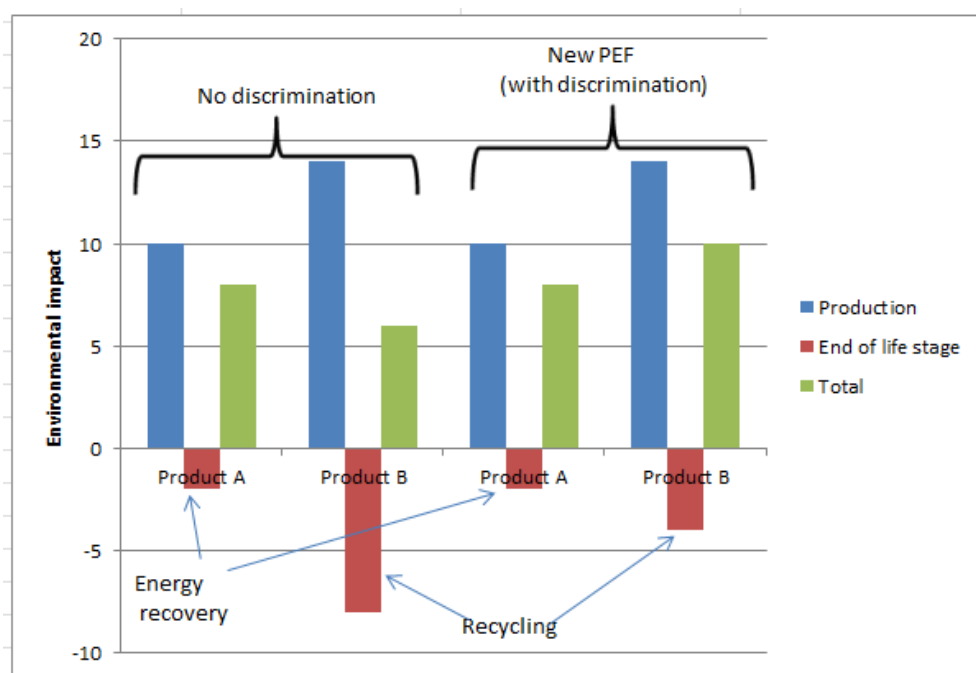 20
15
10
5
0
-5
-10
Environmental impact
No discrimination
New PEF
(with discrimination)
Product A
Product B
Product A
Product B
Energy
recovery
Recycling
Production
End of life stage
Total